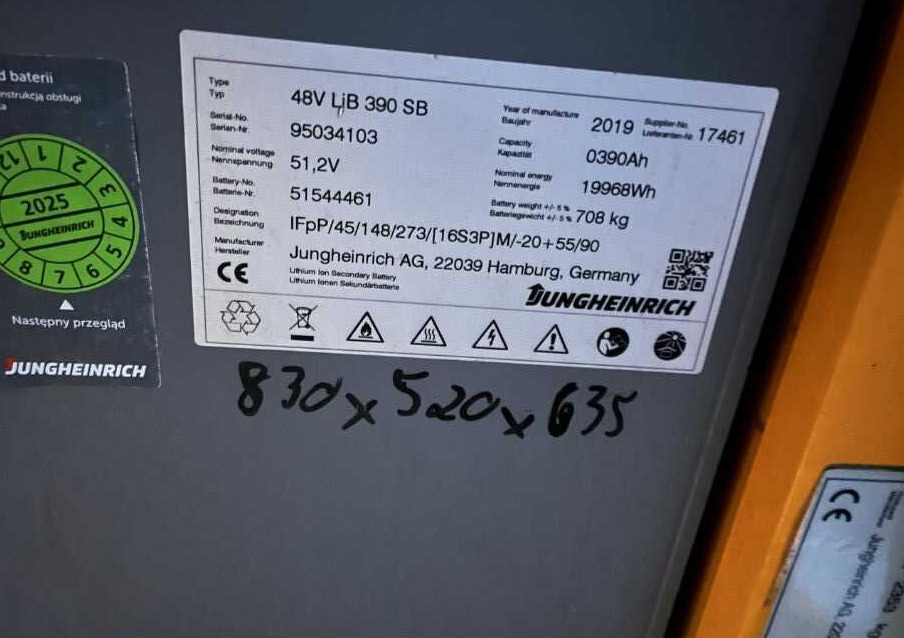 d baterii
nstrukcją obsługi
a
12 1 2 3 4 5 6 7 8
2025
JUNGHEINRICH
Następny przegląd
JUNGHEINRICH
Type
Typ
48V LiB 390 SB
Year of manufacture
Baujahr
2019
Supplier-No.
Lieferanten-Nr.
17461
Serial-No.
Serien-Nr.
95034103
Capacity
Kapazität
0390Ah
Nominal voltage
Nennspannung
51,2V
Nominal energy
Nennenergie
19968Wh
Battery-No.
Batterie-Nr.
51544461
Battery weight +/- 5 %
Batteriegewicht +/- 5 %
708 kg
Designation
Bezeichnung
IFpP/45/148/273/[16S3P]M/-20+55/90
Manufacturer
Hersteller
Jungheinrich AG, 22039 Hamburg, Germany
CE
Lithium Ion Secondary Battery
Lithium Ionen Sekundärbatterie
JUNGHEINRICH
830 x 520 x 635
CE
Jungheinrich AG, 22